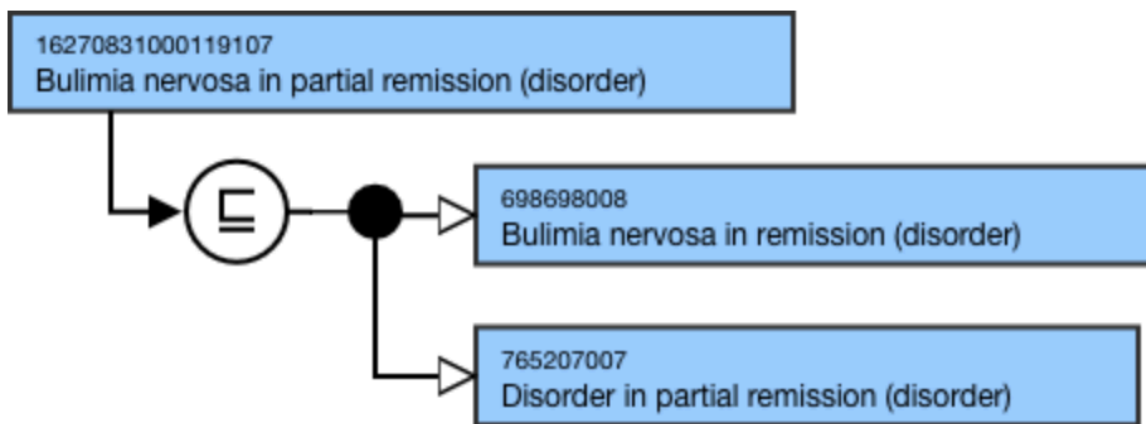 16270831000119107
Bulimia nervosa in partial remission (disorder)
⊑
698698008
Bulimia nervosa in remission (disorder)
765207007
Disorder in partial remission (disorder)